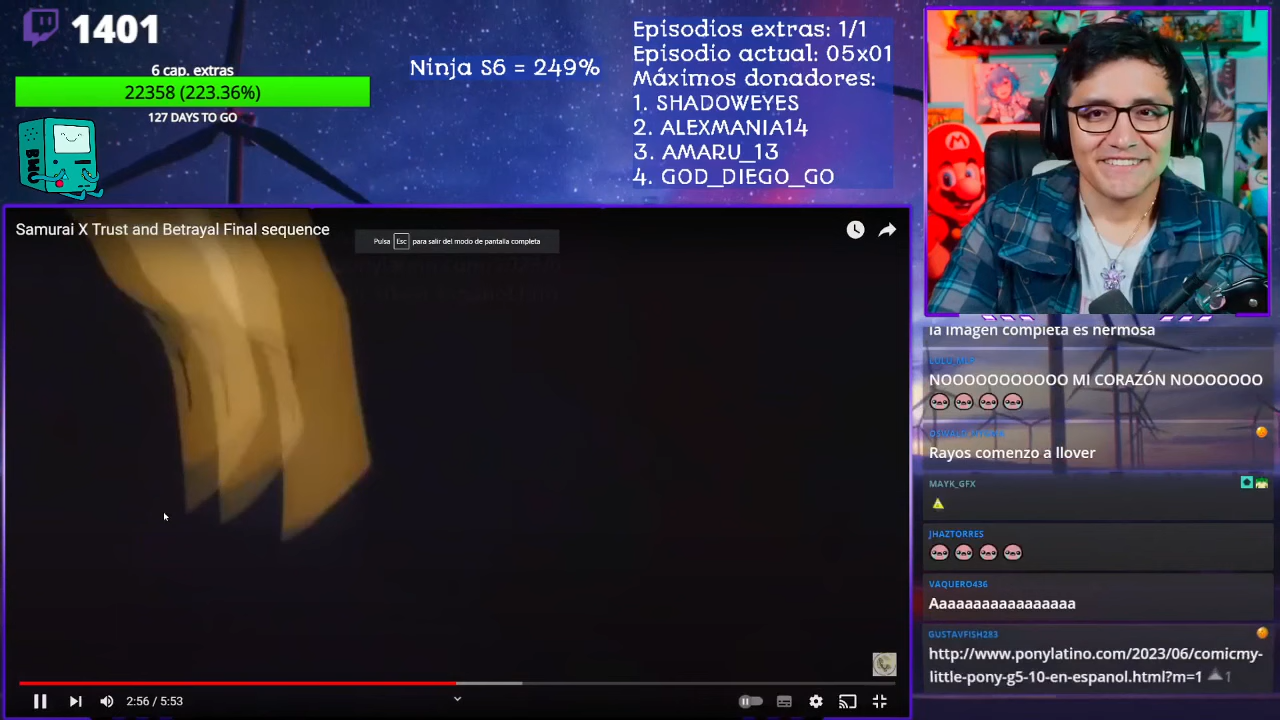 1401
6 cap. extras
22358 (223.36%)
127 DAYS TO GO
BMO
Ninja S6 = 249%
Episodios extras: 1/1
Episodio actual: 05x01
Máximos donadores:
1. SHADOWEYES
2. ALEXMANIA14
3. AMARU_13
4. GOD_DIEGO_GO
Samurai X Trust and Betrayal Final sequence
Pulsa Esc para salir del modo de pantalla completa
2:56 / 5:53
la imagen completa es hermosa
NOOOOOOOOOOO MI CORAZÓN NOOOOOOO
Rayos comenzo a llover
MAYK_GFX
JHAZTORRES
VAQUERO436
Aaaaaaaaaaaaaaaaa
GUSTAVFISH283
http://www.ponylatino.com/2023/06/comicmy-
little-pony-g5-10-en-espanol.html?m=1 1